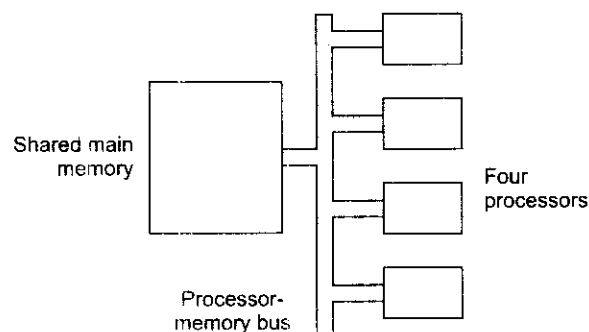 Shared main
memory
Four
processors
Processor-
memory bus